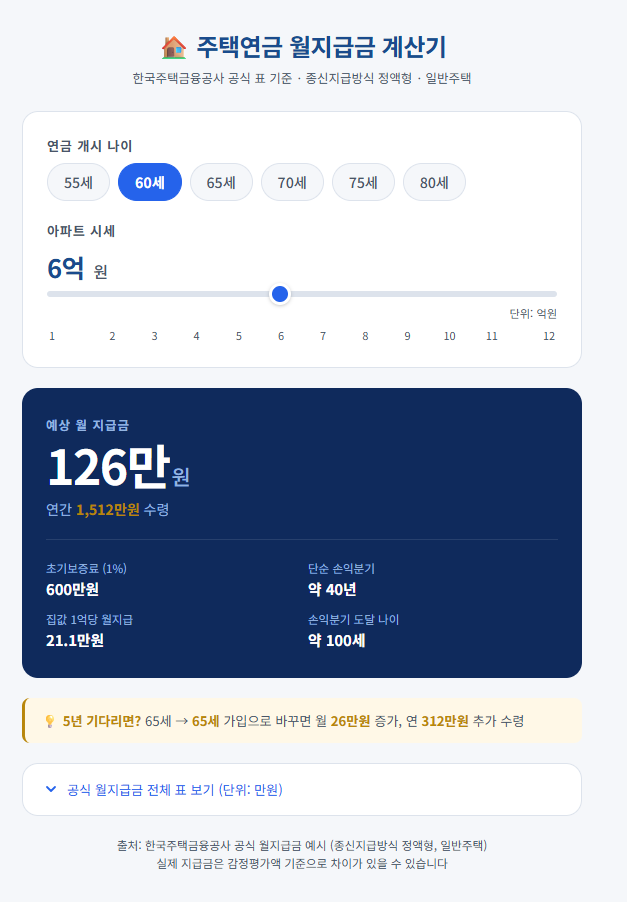 🏠 주택연금 월지급금 계산기
한국주택금융공사 공식 표 기준 · 종신지급방식 정액형 · 일반주택
연금 개시 나이
55세 60세 65세 70세 75세 80세
아파트 시세
6억 원
단위: 억원
1 2 3 4 5 6 7 8 9 10 11 12
예상 월 지급금
126만원
연간 1,512만원 수령
초기보증료 (1%) 단순 손익분기
600만원 약 40년
집값 1억당 월지급 손익분기 도달 나이
21.1만원 약 100세
💡 5년 기다리면? 65세 → 65세 가입으로 바꾸면 월 26만원 증가, 연 312만원 추가 수령
공식 월지급금 전체 표 보기 (단위: 만원)
출처: 한국주택금융공사 공식 월지급금 예시 (종신지급방식 정액형, 일반주택)
실제 지급금은 감정평가액 기준으로 차이가 있을 수 있습니다